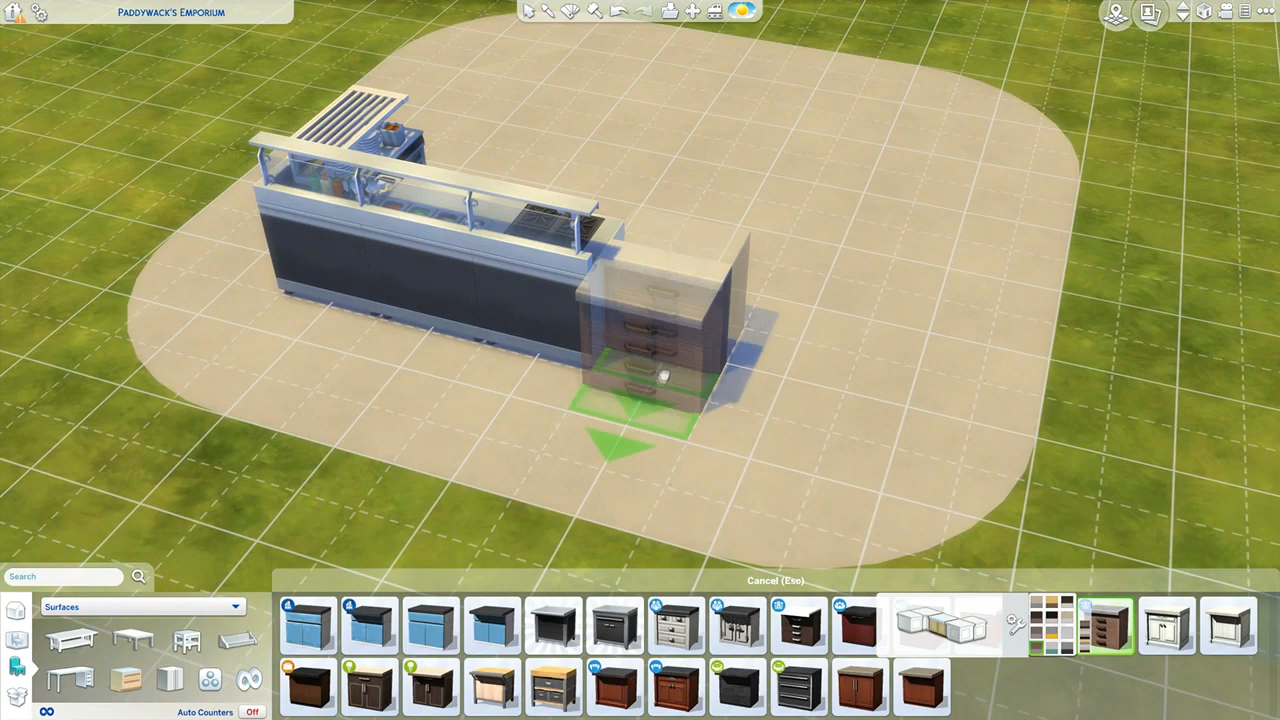 PADDYWACK'S EMPORIUM
Cancel (Esc)
Search
Surfaces
Auto Counters
Off